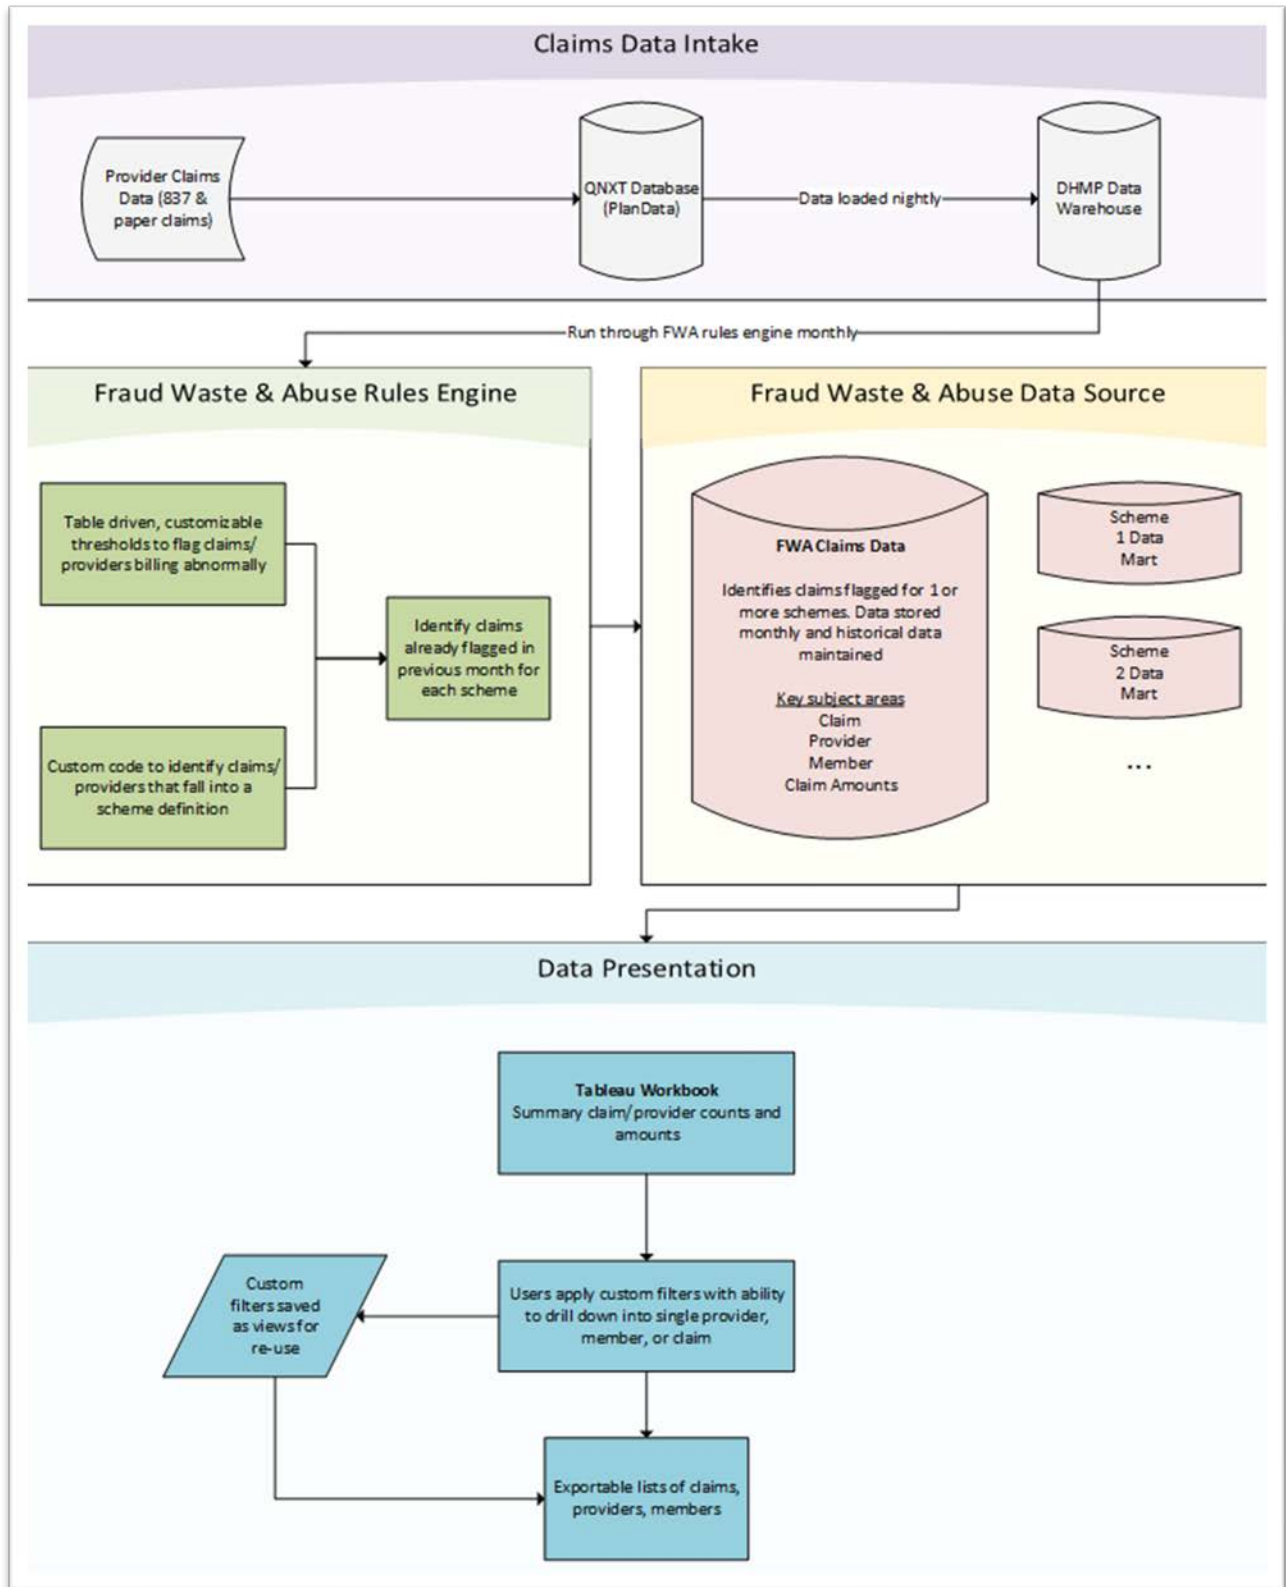 Claims Data Intake
Provider Claims
Data (837 &
paper claims)
QNXT Database
(PlanData)
Data loaded nightly
DHMP Data
Warehouse
Run through FWA rules engine monthly
Fraud Waste & Abuse Rules Engine
Table driven, customizable
thresholds to flag claims/
providers billing abnormally
Custom code to identify claims/
providers that fall into a
scheme definition
Identify claims
already flagged in
previous month for
each scheme
Fraud Waste & Abuse Data Source
FWA Claims Data
Identifies claims flagged for 1 or
more schemes. Data stored
monthly and historical data
maintained
Key subject areas
Claim
Provider
Member
Claim Amounts
Scheme
1 Data
Mart
Scheme
2 Data
Mart
...
Data Presentation
Tableau Workbook
Summary claim/provider counts and
amounts
Users apply custom filters with ability
to drill down into single provider,
member, or claim
Custom
filters saved
as views for
re-use
Exportable lists of claims,
providers, members